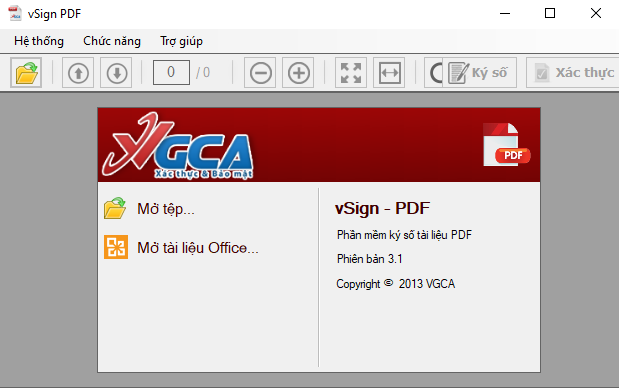 vSign PDF
Hệ thống Chức năng Trợ giúp
0 / 0 Ký số Xác thực
VGCA
Xác thực & Bảo mật
PDF
Mở tệp...
Mở tài liệu Office...
vSign - PDF
Phần mềm ký số tài liệu PDF
Phiên bản 3.1
Copyright © 2013 VGCA